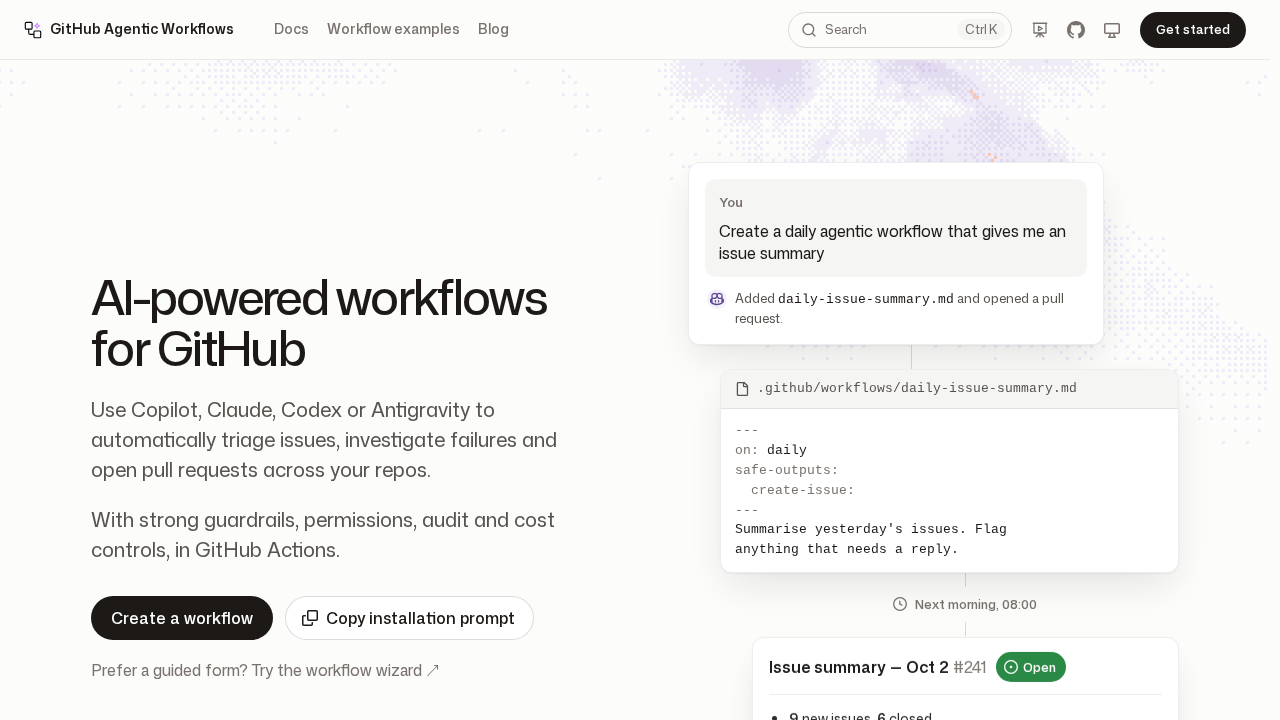 GitHub Agentic Workflows
Docs
Workflow examples
Blog
Search
Ctrl K
Get started
AI-powered workflows
for GitHub
Use Copilot, Claude, Codex or Antigravity to
automatically triage issues, investigate failures and
open pull requests across your repos.
With strong guardrails, permissions, audit and cost
controls, in GitHub Actions.
Create a workflow
Copy installation prompt
Prefer a guided form? Try the workflow wizard ↗
You
Create a daily agentic workflow that gives me an
issue summary
Added daily-issue-summary.md and opened a pull
request.
.github/workflows/daily-issue-summary.md
---
on: daily
safe-outputs:
  create-issue:
---
Summarise yesterday's issues. Flag
anything that needs a reply.
Next morning, 08:00
Issue summary — Oct 2 #241
Open
• 9 new issues, 6 closed